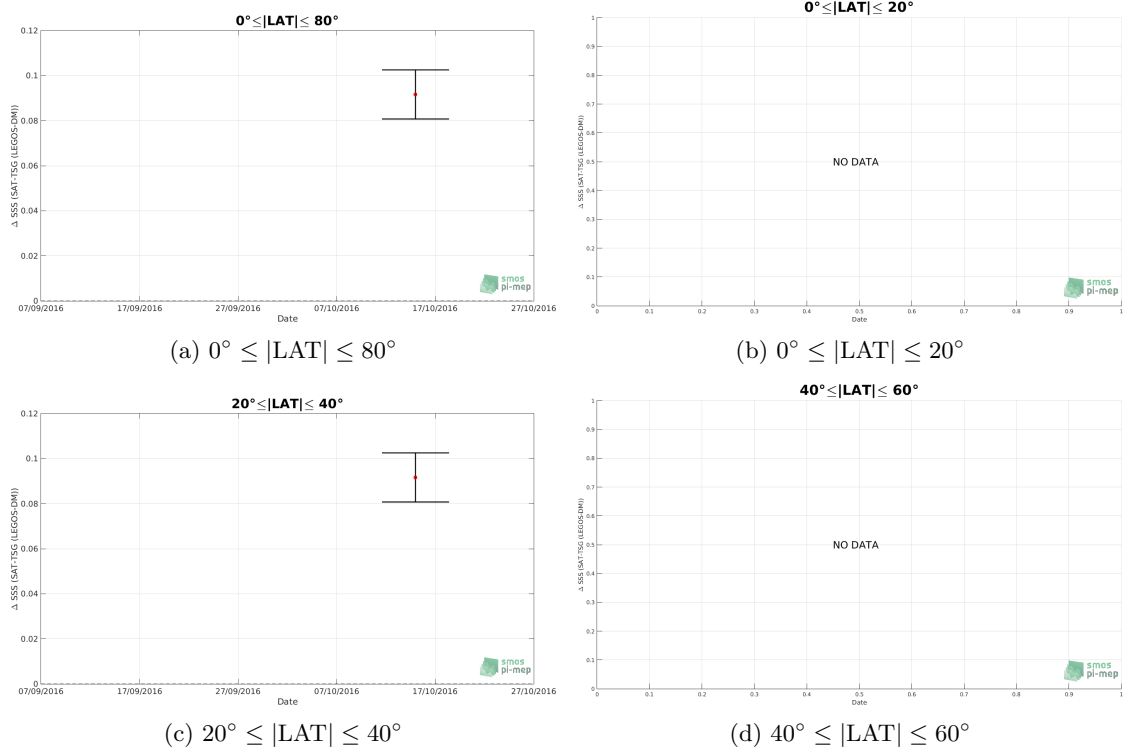 0°≤|LAT|≤ 80°
0.12
0.1
0.08
0.06
0.04
0.02
0
Δ SSS (SAT-TSG (LEGOS-DM))
07/09/2016 17/09/2016 27/09/2016 07/10/2016 17/10/2016 27/10/2016
Date
smos
pi-mep
(a) 0° ≤ |LAT| ≤ 80°
0°≤|LAT|≤ 20°
1
0.9
0.8
0.7
0.6
0.5
0.4
0.3
0.2
0.1
0
Δ SSS (SAT-TSG (LEGOS-DM))
NO DATA
0 0.1 0.2 0.3 0.4 0.5 0.6 0.7 0.8 0.9 1
Date
smos
pi-mep
(b) 0° ≤ |LAT| ≤ 20°
20°≤|LAT|≤ 40°
0.12
0.1
0.08
0.06
0.04
0.02
0
Δ SSS (SAT-TSG (LEGOS-DM))
07/09/2016 17/09/2016 27/09/2016 07/10/2016 17/10/2016 27/10/2016
Date
smos
pi-mep
(c) 20° ≤ |LAT| ≤ 40°
40°≤|LAT|≤ 60°
1
0.9
0.8
0.7
0.6
0.5
0.4
0.3
0.2
0.1
0
Δ SSS (SAT-TSG (LEGOS-DM))
NO DATA
0 0.1 0.2 0.3 0.4 0.5 0.6 0.7 0.8 0.9 1
Date
smos
pi-mep
(d) 40° ≤ |LAT| ≤ 60°